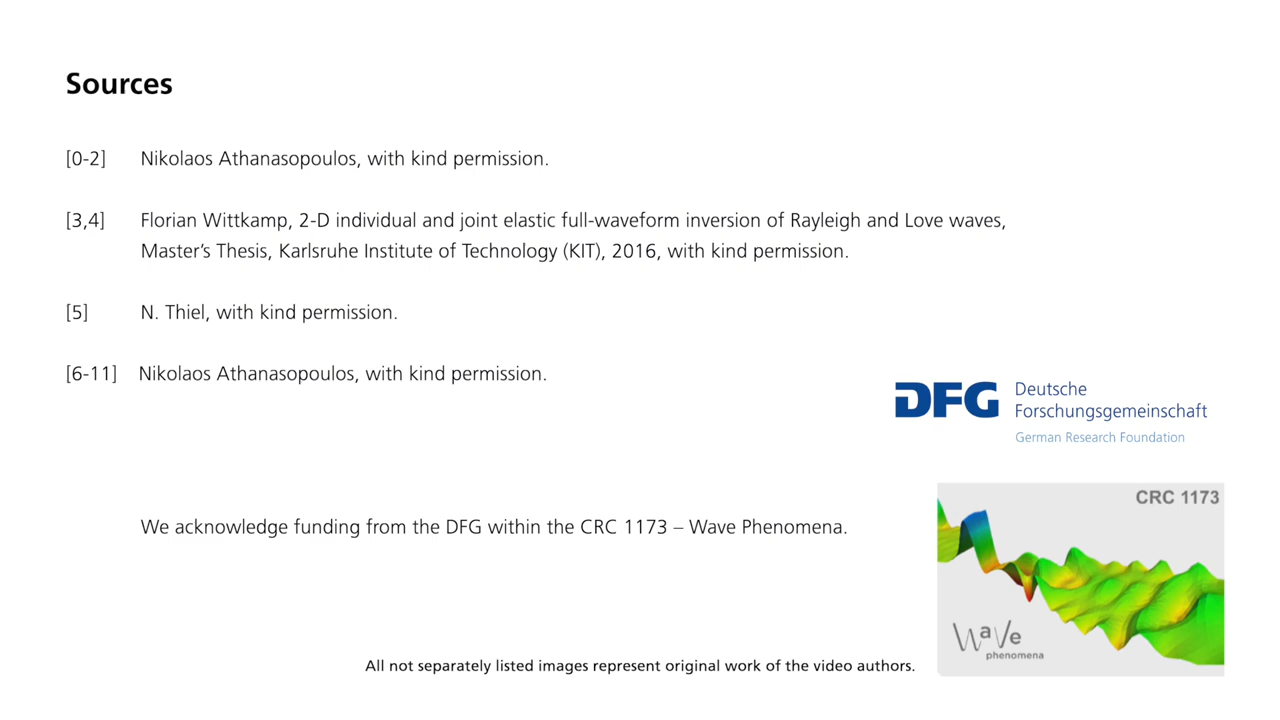 Sources
[0-2] Nikolaos Athanasopoulos, with kind permission.
[3,4] Florian Wittkamp, 2-D individual and joint elastic full-waveform inversion of Rayleigh and Love waves,
Master’s Thesis, Karlsruhe Institute of Technology (KIT), 2016, with kind permission.
[5] N. Thiel, with kind permission.
[6-11] Nikolaos Athanasopoulos, with kind permission.
DFG Deutsche
Forschungsgemeinschaft
German Research Foundation
CRC 1173
We acknowledge funding from the DFG within the CRC 1173 – Wave Phenomena.
WaVe
phenomena
All not separately listed images represent original work of the video authors.